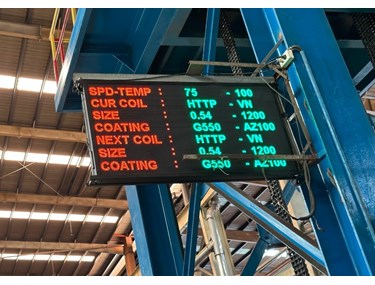 SPD-TEMP : 75 - 100
CUR COIL : HTTP - VN
SIZE : 0.54 - 1200
COATING : G550 - AZ100
NEXT COIL : HTTP - VN
SIZE : 0.54 - 1200
COATING : G550 - AZ100